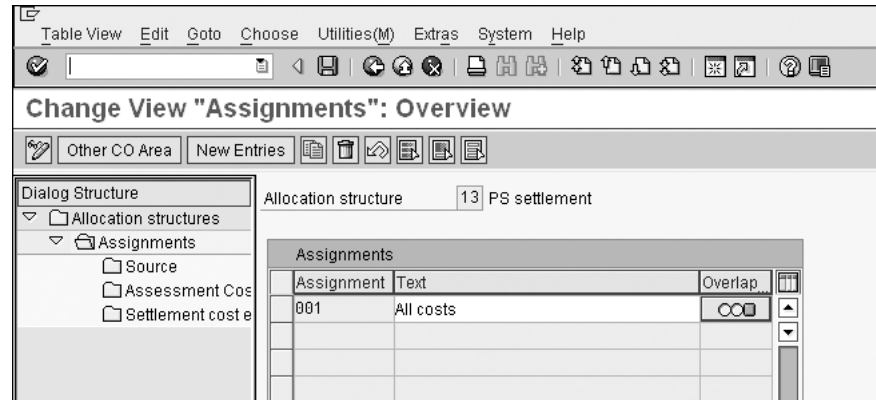 Table View Edit Goto Choose Utilities(M) Extras System Help
Change View "Assignments": Overview
Other CO Area New Entries
Dialog Structure
Allocation structures
Assignments
Source
Assessment Cos
Settlement cost e
Allocation structure 13 PS settlement
Assignments
Assignment Text Overlap...
001 All costs